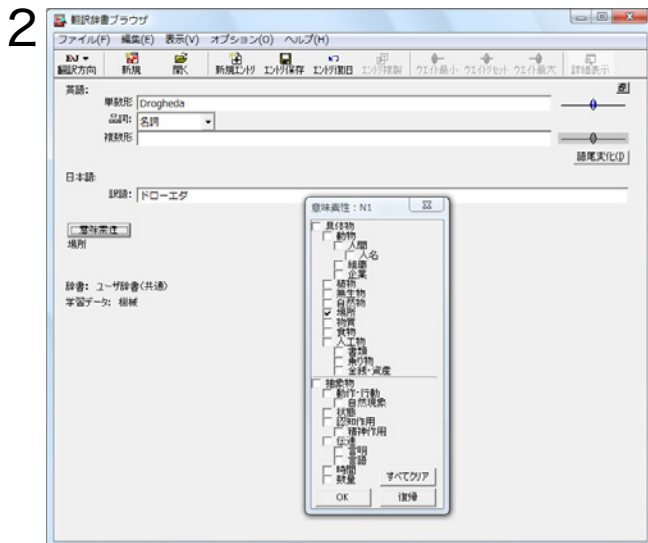 2
翻訳辞書ブラウザ
ファイル(F) 編集(E) 表示(V) オプション(O) ヘルプ(H)
EJ
翻訳方向 新規 開く 新規エントリ エントリ保存 エントリ復旧 エントリ複製 ウエイト最小 ウエイトリセット ウエイト最大 詳細表示
英語:
単数形 Drogheda
品詞: 名詞
複数形
語尾変化(I)
日本語:
訳語: ドローエダ
意味素性
場所
辞書: ユーザ辞書(共通)
学習データ: 機械
意味素性:N1
具体物
動物
人間
人名
組織
企業
植物
無生物
自然物
場所
物質
食物
人工物
書類
乗り物
金銭・資産
抽象物
動作・行動
自然現象
状態
認知作用
精神作用
伝達
言明
言語
時間
数量
すべてクリア
OK 復帰